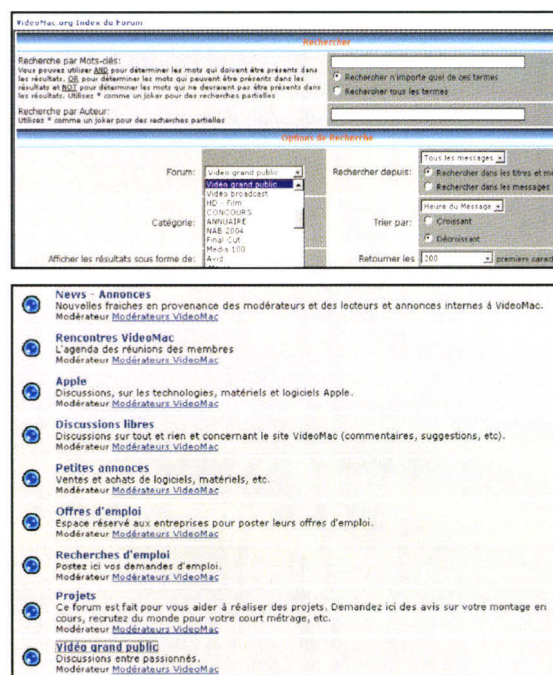 VideoMac.org Index du Forum
Rechercher
Recherche par Mots-clés:
Vous pouvez utiliser AND pour déterminer les mots qui doivent être présents dans
les résultats, OR pour déterminer les mots qui peuvent être présents dans les
résultats et NOT pour déterminer les mots qui ne devraient pas être présents dans
les résultats. Utilisez * comme un joker pour des recherches partielles
Rechercher n'importe quel de ces termes
Rechercher tous les termes
Recherche par Auteur:
Utilisez * comme un joker pour des recherches partielles
Options de Recherche
Forum:
Vidéo grand public
Vidéo grand public
Vidéo broadcast
HD - Film
CONCOURS
ANNUAIRE
NAB 2004
Final Cut
Media 100
Avid
Rechercher depuis:
Tous les messages
Rechercher dans les titres et me
Rechercher dans les messages
Catégorie:
Trier par:
Heure du Message
Croissant
Décroissant
Afficher les résultats sous forme de:
Retourner les 200 premiers caract
News - Annonces
Nouvelles fraiches en provenance des modérateurs et des lecteurs et annonces internes à VideoMac.
Modérateur Modérateurs VideoMac
Rencontres VideoMac
L'agenda des réunions des membres
Modérateur Modérateurs VideoMac
Apple
Discussions, sur les technologies, matériels et logiciels Apple.
Modérateur Modérateurs VideoMac
Discussions libres
Discussions sur tout et rien et concernant le site VideoMac (commentaires, suggestions, etc).
Modérateur Modérateurs VideoMac
Petites annonces
Ventes et achats de logiciels, matériels, etc.
Modérateur Modérateurs VideoMac
Offres d'emploi
Espace réservé aux entreprises pour poster leurs offres d'emploi.
Modérateur Modérateurs VideoMac
Recherches d'emploi
Postez ici vos demandes d'emploi.
Modérateur Modérateurs VideoMac
Projets
Ce forum est fait pour vous aider à réaliser des projets. Demandez ici des avis sur votre montage en
cours, recrutez du monde pour votre court métrage, etc.
Modérateur Modérateurs VideoMac
Vidéo grand public
Discussions entre passionnés.
Modérateur Modérateurs VideoMac